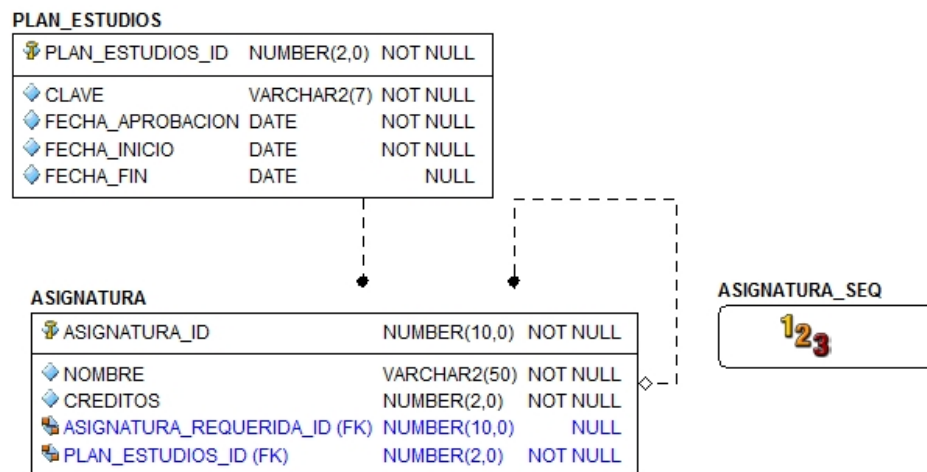 PLAN_ESTUDIOS
PLAN_ESTUDIOS_ID NUMBER(2,0) NOT NULL
CLAVE VARCHAR2(7) NOT NULL
FECHA_APROBACION DATE NOT NULL
FECHA_INICIO DATE NOT NULL
FECHA_FIN DATE NULL
ASIGNATURA
ASIGNATURA_ID NUMBER(10,0) NOT NULL
NOMBRE VARCHAR2(50) NOT NULL
CREDITOS NUMBER(2,0) NOT NULL
ASIGNATURA_REQUERIDA_ID (FK) NUMBER(10,0) NULL
PLAN_ESTUDIOS_ID (FK) NUMBER(2,0) NOT NULL
ASIGNATURA_SEQ
123